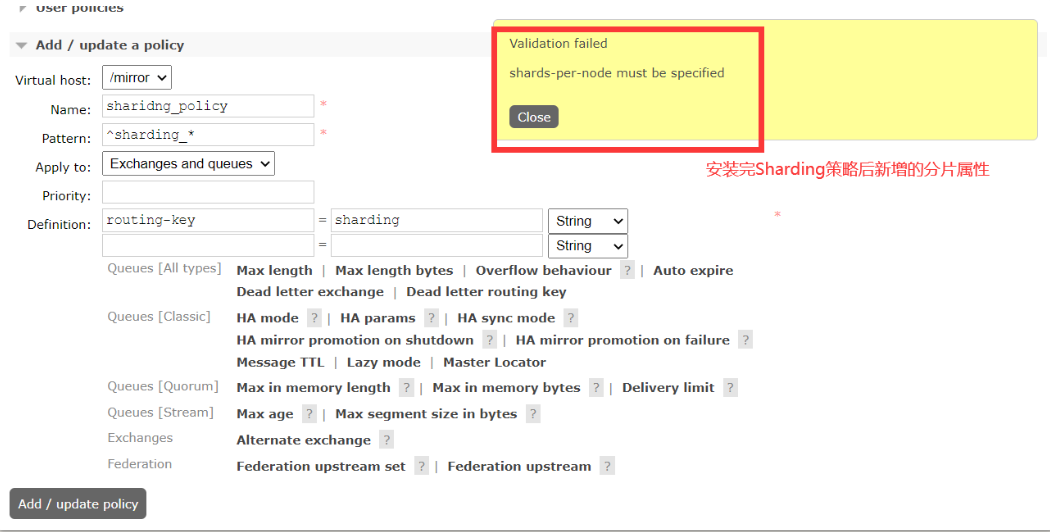 User policies
Add / update a policy
Validation failed
shards-per-node must be specified
Close
安装完Sharding策略后新增的分片属性
Virtual host: /mirror
Name: sharidng_policy *
Pattern: ^sharding_* *
Apply to: Exchanges and queues
Priority:
Definition: routing-key = sharding String *
= String
Queues [All types] Max length | Max length bytes | Overflow behaviour ? | Auto expire
Dead letter exchange | Dead letter routing key
Queues [Classic] HA mode ? | HA params ? | HA sync mode ?
HA mirror promotion on shutdown ? | HA mirror promotion on failure ?
Message TTL | Lazy mode | Master Locator
Queues [Quorum] Max in memory length ? | Max in memory bytes ? | Delivery limit ?
Queues [Stream] Max age ? | Max segment size in bytes ?
Exchanges Alternate exchange ?
Federation Federation upstream set ? | Federation upstream ?
Add / update policy